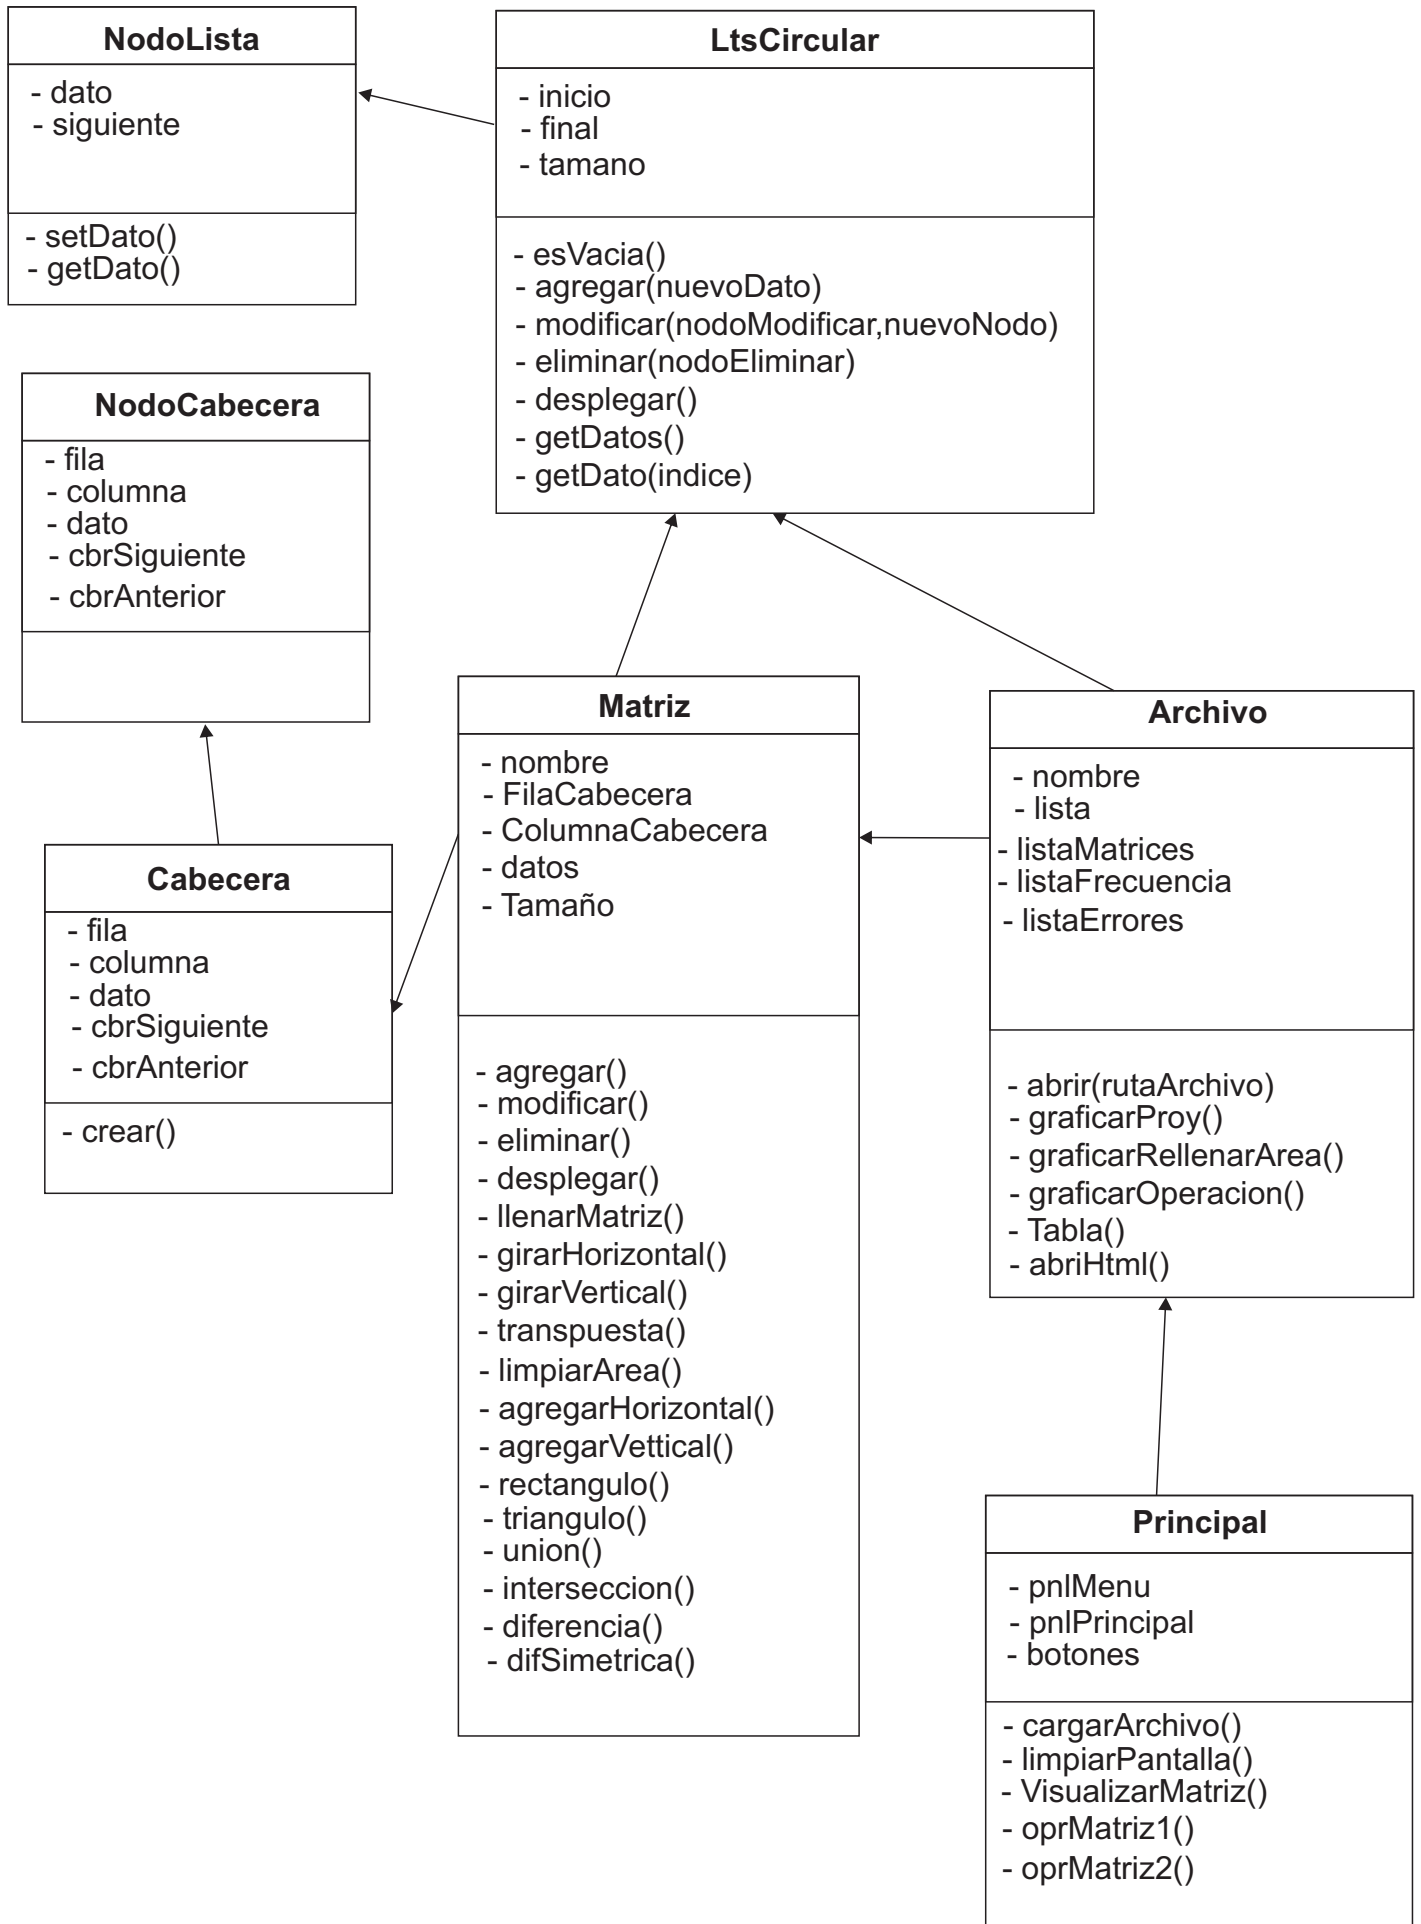 NodoLista
- dato
- siguiente
- setDato()
- getDato()
LtsCircular
- inicio
- final
- tamano
- esVacia()
- agregar(nuevoDato)
- modificar(nodoModificar,nuevoNodo)
- eliminar(nodoEliminar)
- desplegar()
- getDatos()
- getDato(indice)
NodoCabecera
- fila
- columna
- dato
- cbrSiguiente
- cbrAnterior
Cabecera
- fila
- columna
- dato
- cbrSiguiente
- cbrAnterior
- crear()
Matriz
- nombre
- FilaCabecera
- ColumnaCabecera
- datos
- Tamaño
- agregar()
- modificar()
- eliminar()
- desplegar()
- llenarMatriz()
- girarHorizontal()
- girarVertical()
- transpuesta()
- limpiarArea()
- agregarHorizontal()
- agregarVettical()
- rectangulo()
- triangulo()
- union()
- interseccion()
- diferencia()
- difSimetrica()
Archivo
- nombre
- lista
- listaMatrices
- listaFrecuencia
- listaErrores
- abrir(rutaArchivo)
- graficarProy()
- graficarRellenarArea()
- graficarOperacion()
- Tabla()
- abriHtml()
Principal
- pnlMenu
- pnlPrincipal
- botones
- cargarArchivo()
- limpiarPantalla()
- VisualizarMatriz()
- oprMatriz1()
- oprMatriz2()